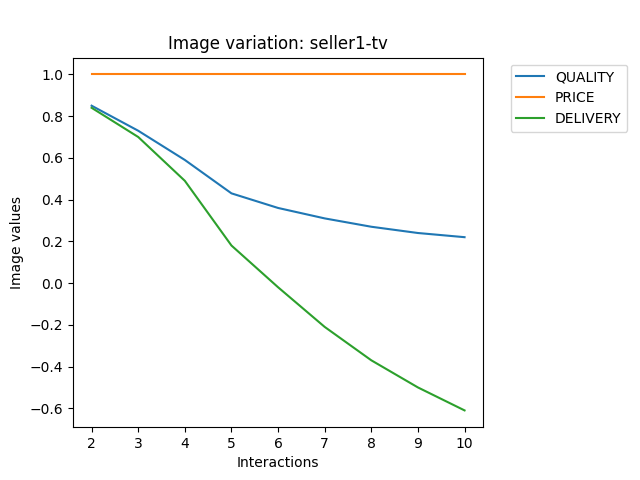 Image variation: seller1-tv
QUALITY
PRICE
DELIVERY
Image values
1.0
0.8
0.6
0.4
0.2
0.0
−0.2
−0.4
−0.6
2 3 4 5 6 7 8 9 10
Interactions